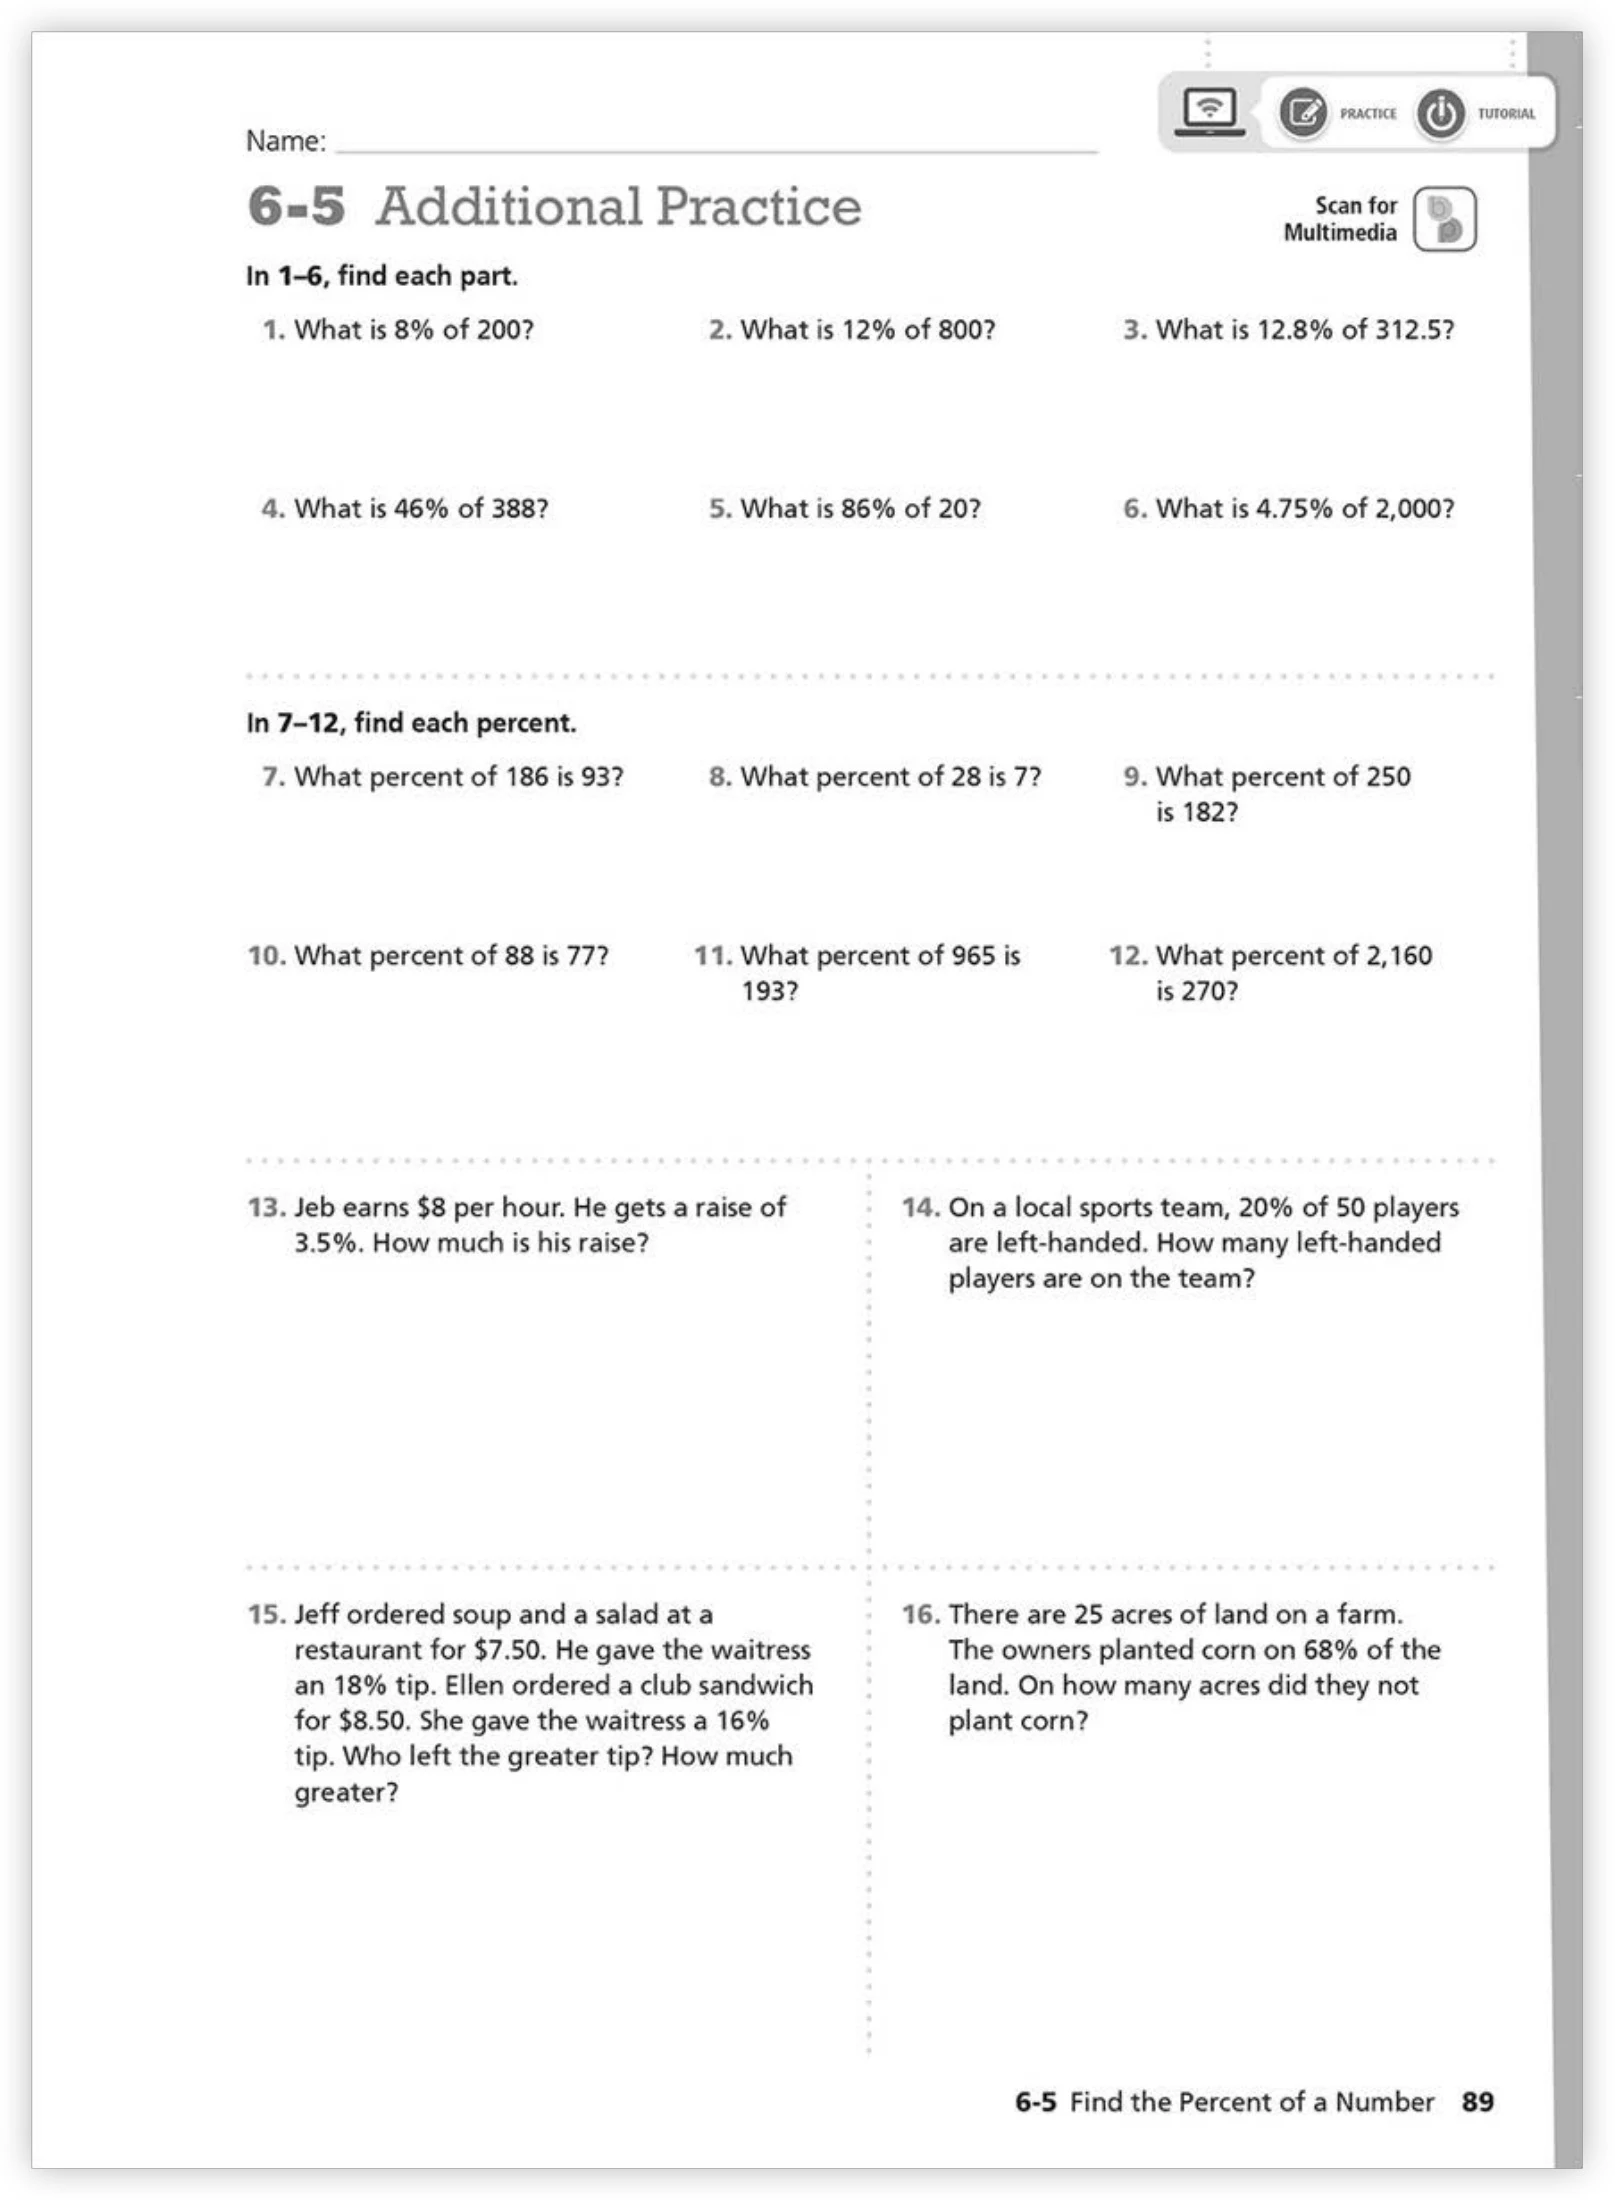 PRACTICE
TUTORIAL
Name:
6-5 Additional Practice
Scan for
Multimedia
In 1–6, find each part.
1. What is 8% of 200?
2. What is 12% of 800?
3. What is 12.8% of 312.5?
4. What is 46% of 388?
5. What is 86% of 20?
6. What is 4.75% of 2,000?
In 7–12, find each percent.
7. What percent of 186 is 93?
8. What percent of 28 is 7?
9. What percent of 250
is 182?
10. What percent of 88 is 77?
11. What percent of 965 is
193?
12. What percent of 2,160
is 270?
13. Jeb earns $8 per hour. He gets a raise of
3.5%. How much is his raise?
14. On a local sports team, 20% of 50 players
are left-handed. How many left-handed
players are on the team?
15. Jeff ordered soup and a salad at a
restaurant for $7.50. He gave the waitress
an 18% tip. Ellen ordered a club sandwich
for $8.50. She gave the waitress a 16%
tip. Who left the greater tip? How much
greater?
16. There are 25 acres of land on a farm.
The owners planted corn on 68% of the
land. On how many acres did they not
plant corn?
6-5 Find the Percent of a Number 89